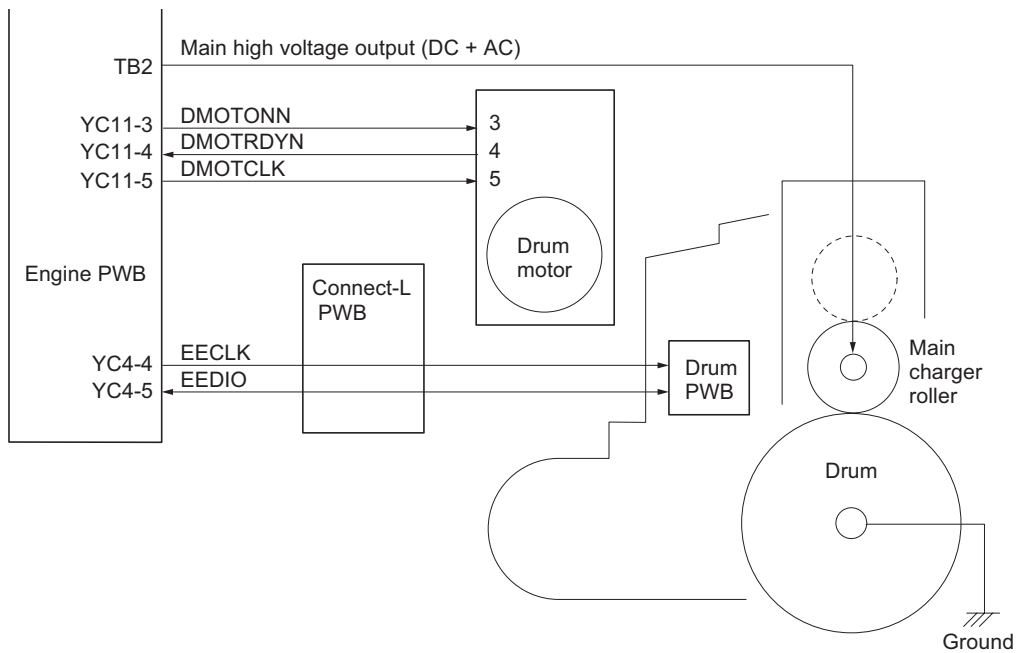 Main high voltage output (DC + AC)
TB2
YC11-3 DMOTONN 3
YC11-4 DMOTRDYN 4
YC11-5 DMOTCLK 5
Drum
motor
Engine PWB
Connect-L
PWB
YC4-4 EECLK
YC4-5 EEDIO
Drum
PWB
Main
charger
roller
Drum
Ground